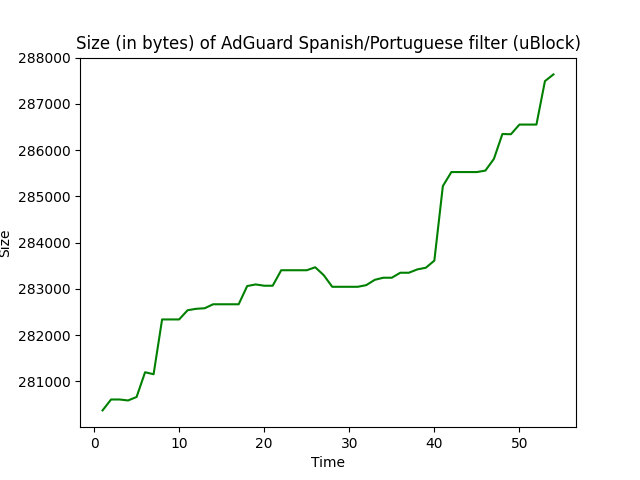 Size (in bytes) of AdGuard Spanish/Portuguese filter (uBlock)
288000
287000
286000
285000
284000
283000
282000
281000
Size
0 10 20 30 40 50
Time